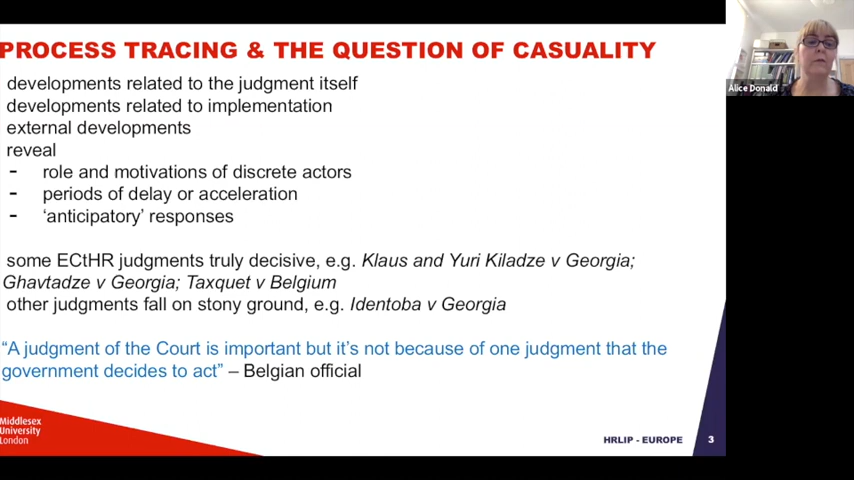 PROCESS TRACING & THE QUESTION OF CASUALITY
Alice Donald
developments related to the judgment itself
developments related to implementation
external developments
reveal
- role and motivations of discrete actors
- periods of delay or acceleration
- ‘anticipatory’ responses
some ECtHR judgments truly decisive, e.g. Klaus and Yuri Kiladze v Georgia;
Ghavtadze v Georgia; Taxquet v Belgium
other judgments fall on stony ground, e.g. Identoba v Georgia
“A judgment of the Court is important but it’s not because of one judgment that the
government decides to act” – Belgian official
Middlesex
University
London
HRLIP - EUROPE 3